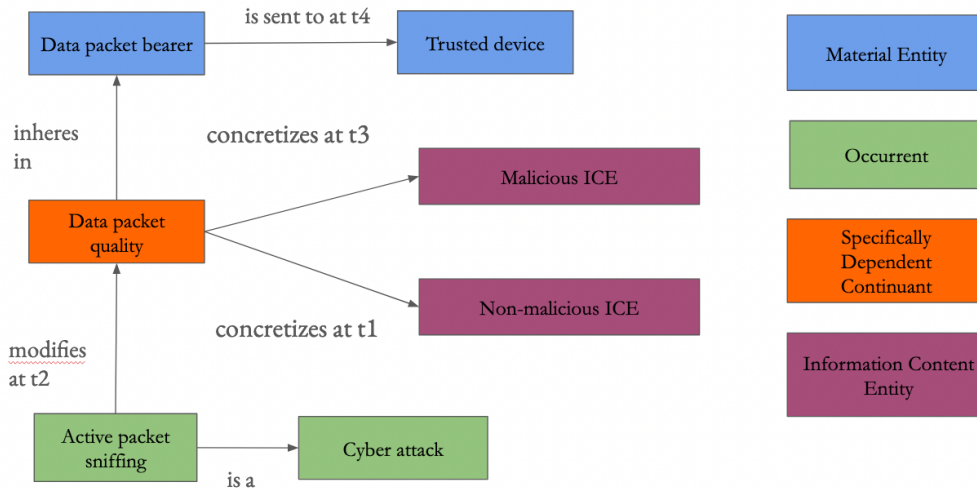 is sent to at t4
Data packet bearer
Trusted device
Material Entity
inheres
in
concretizes at t3
Occurrent
Malicious ICE
Data packet
quality
Specifically
Dependent
Continuant
Non-malicious ICE
concretizes at t1
modifies
at t2
Information Content
Entity
Active packet
sniffing
Cyber attack
is a